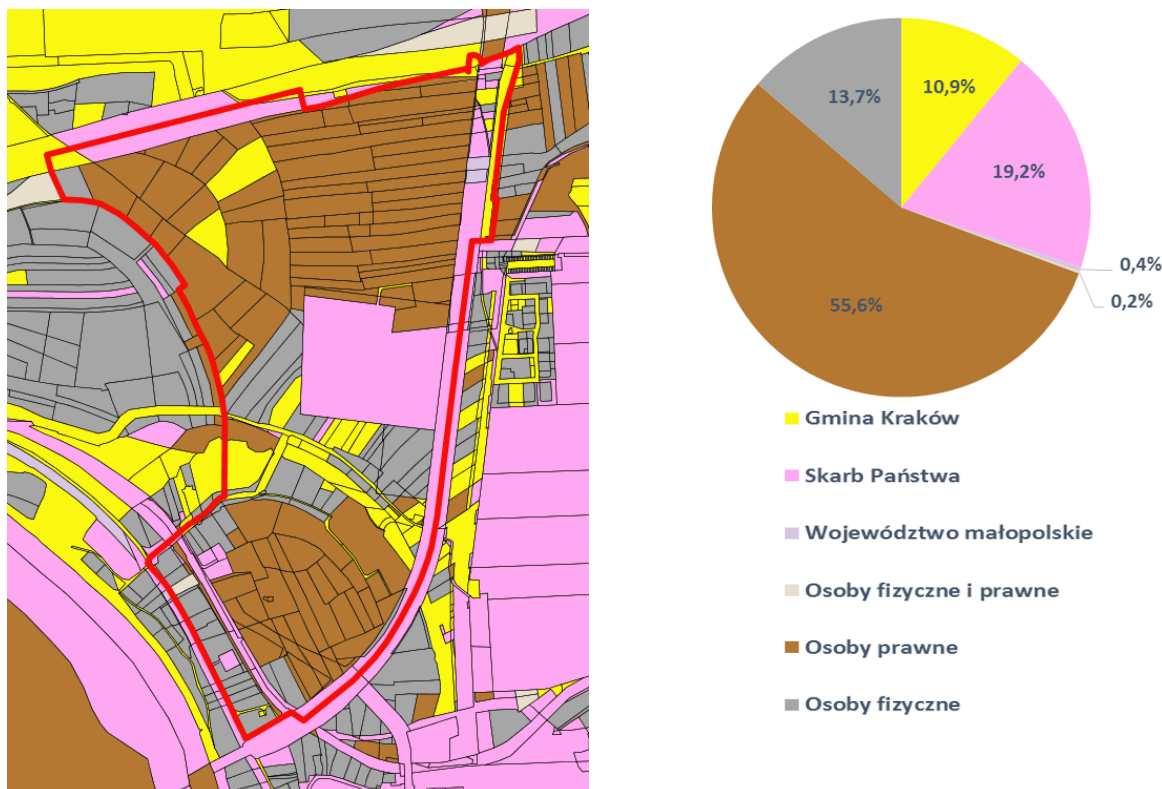 13,7%
10,9%
19,2%
0,4%
0,2%
55,6%
Gmina Kraków
Skarb Państwa
Województwo małopolskie
Osoby fizyczne i prawne
Osoby prawne
Osoby fizyczne